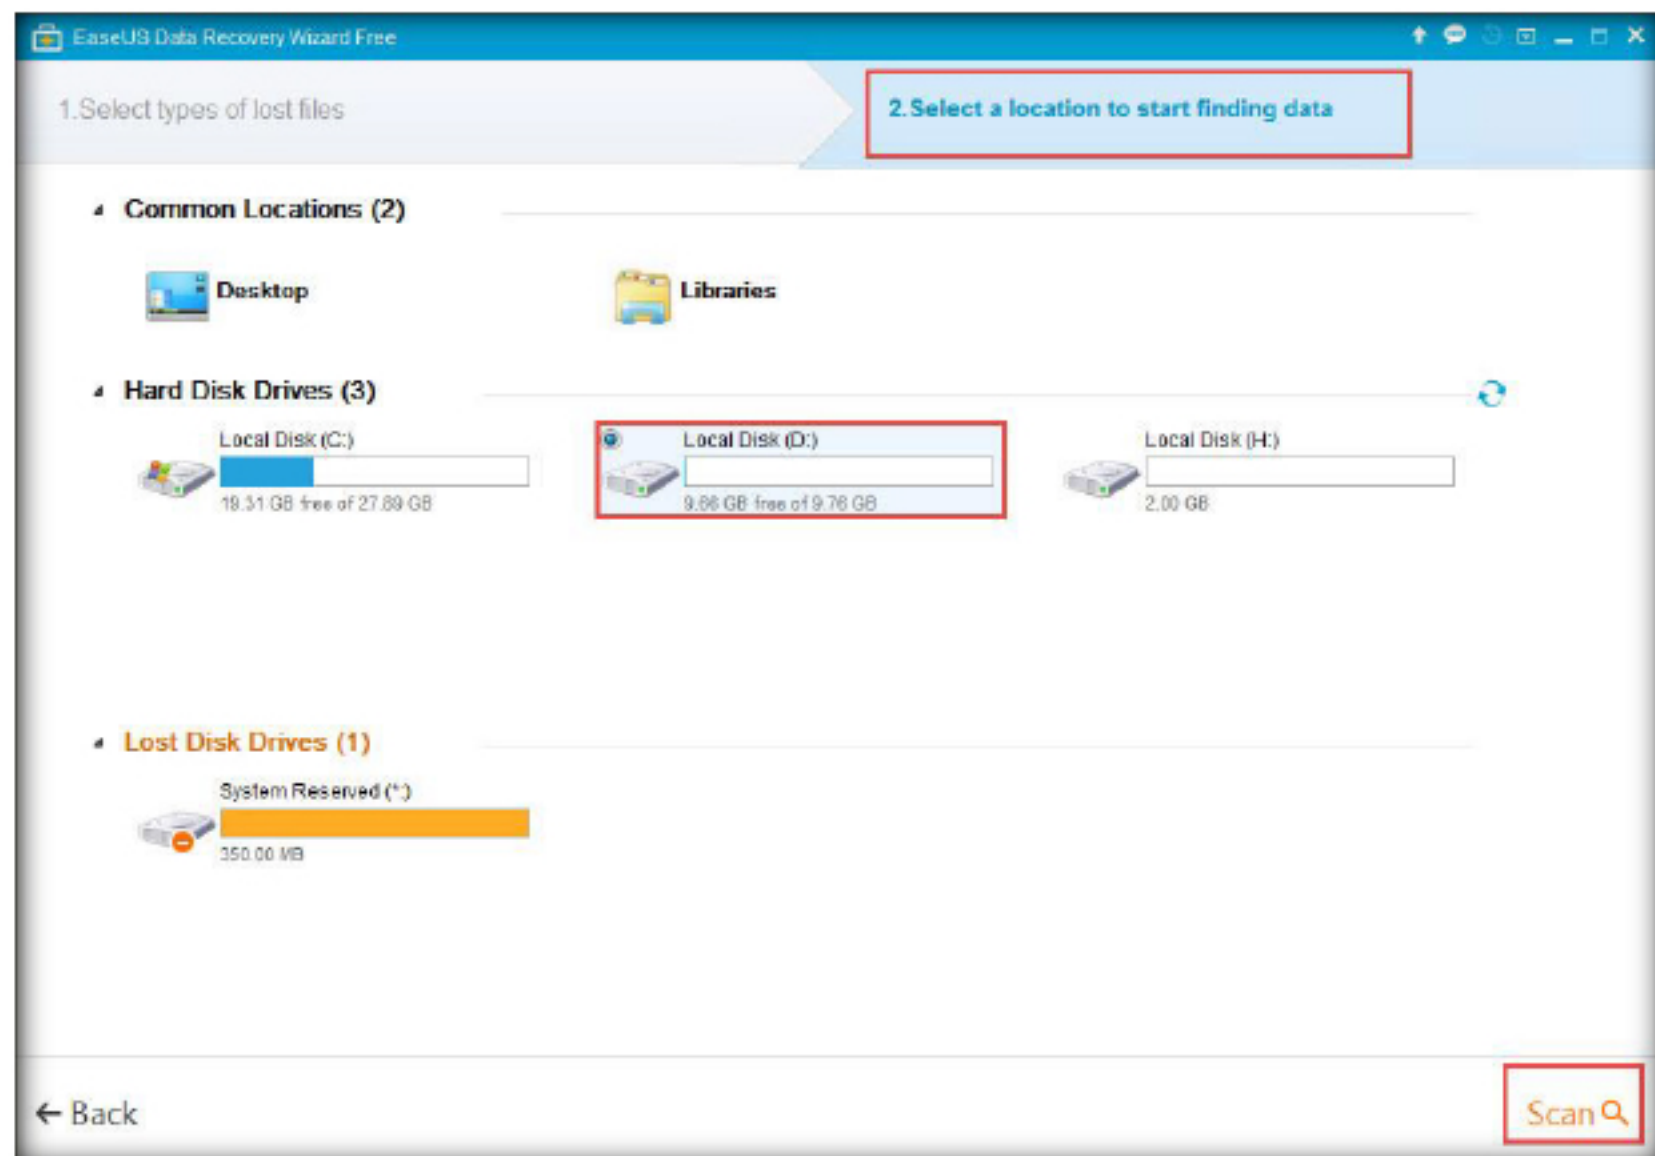 EaseUS Data Recovery Wizard Free
1.Select types of lost files
2.Select a location to start finding data
Common Locations (2)
Desktop
Libraries
Hard Disk Drives (3)
Local Disk (C:)
Local Disk (D:)
Local Disk (H:)
19.31 GB free of 27.89 GB
9.66 GB free of 9.76 GB
2.00 GB
Lost Disk Drives (1)
System Reserved (*:)
350.00 MB
Back
Scan